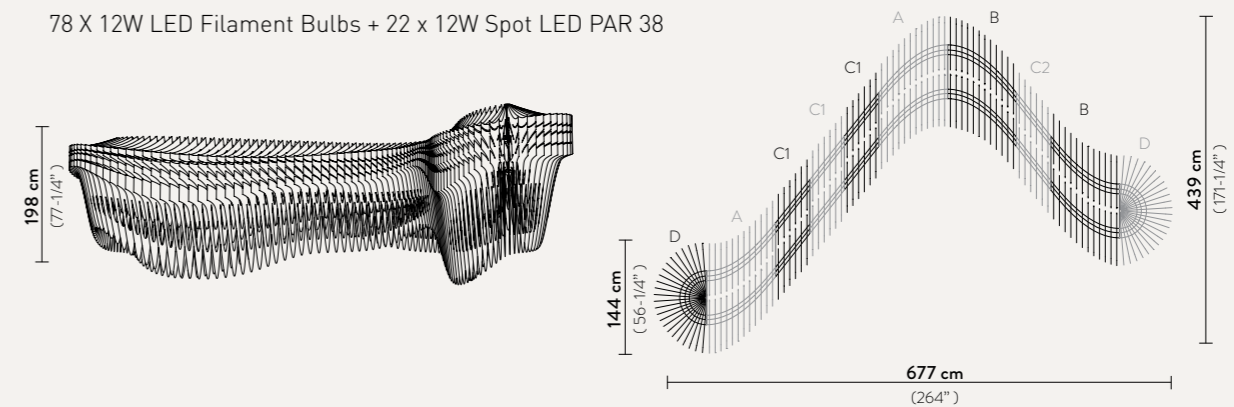 78 X 12W LED Filament Bulbs + 22 x 12W Spot LED PAR 38
198 cm
(77-1/4”)
D
A
C1
C1
C1
A
B
C2
B
D
144 cm
(56-1/4”)
439 cm
(171-1/4”)
677 cm
(264”)